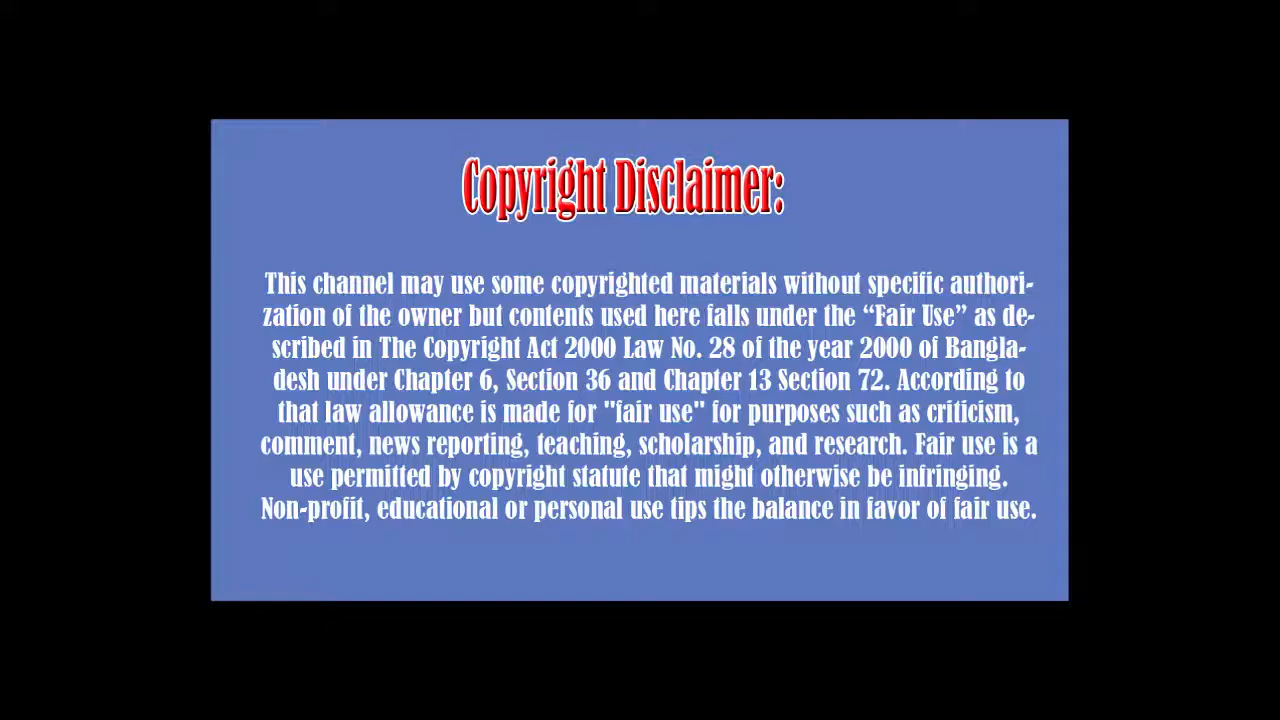 Copyright Disclaimer:
This channel may use some copyrighted materials without specific authori-
zation of the owner but contents used here falls under the “Fair Use” as de-
scribed in The Copyright Act 2000 Law No. 28 of the year 2000 of Bangla-
desh under Chapter 6, Section 36 and Chapter 13 Section 72. According to
that law allowance is made for "fair use" for purposes such as criticism,
comment, news reporting, teaching, scholarship, and research. Fair use is a
use permitted by copyright statute that might otherwise be infringing.
Non-profit, educational or personal use tips the balance in favor of fair use.